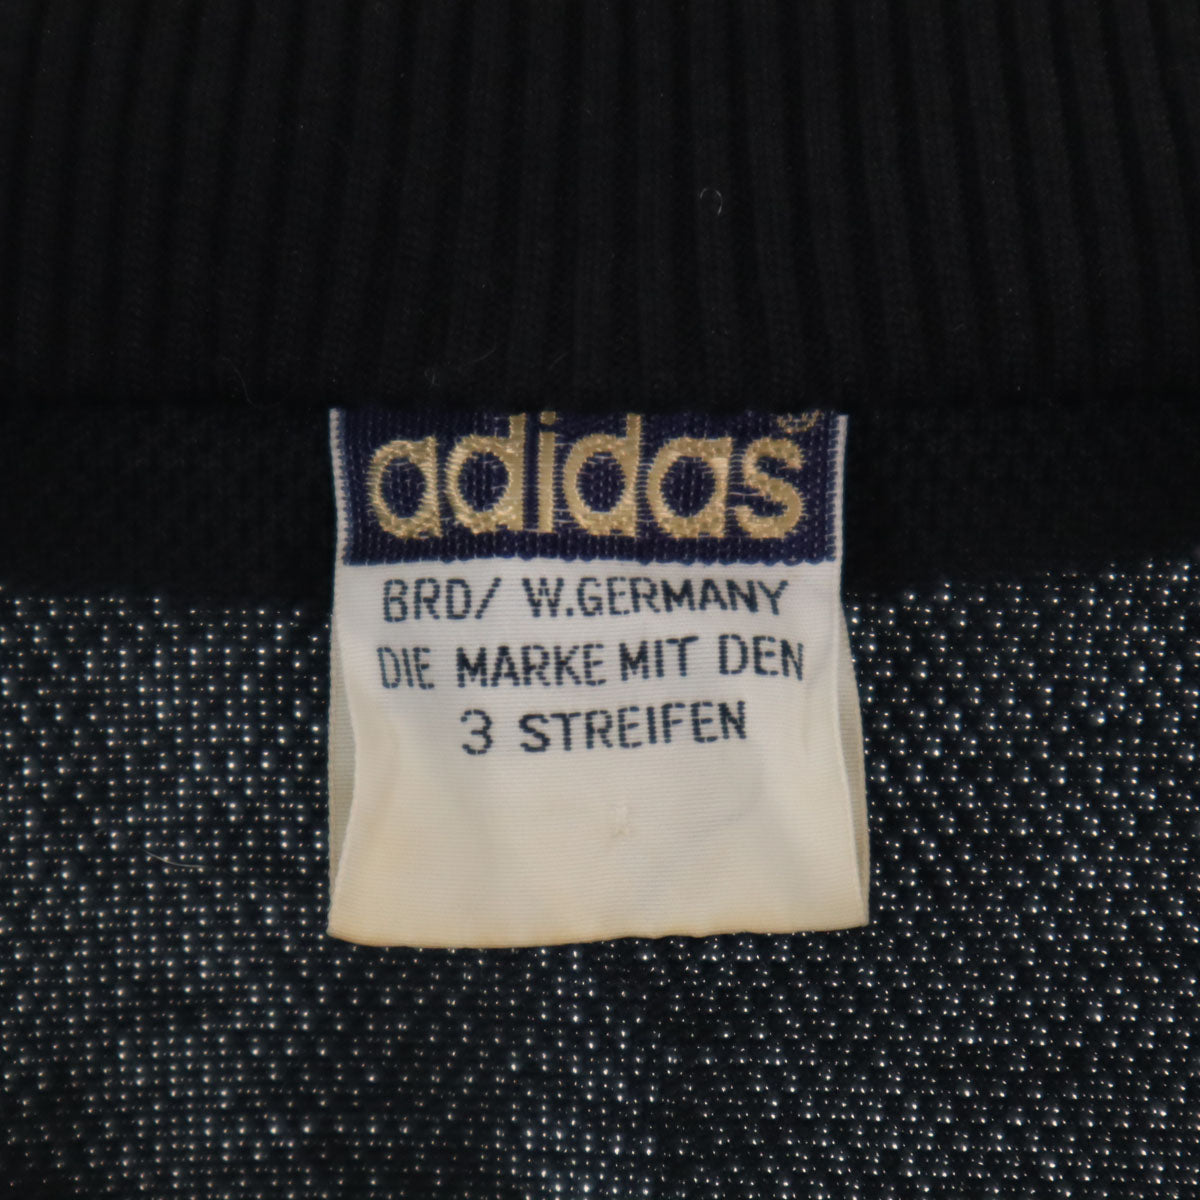 adidas
BRD/ W.GERMANY
DIE MARKE MIT DEN
3 STREIFEN